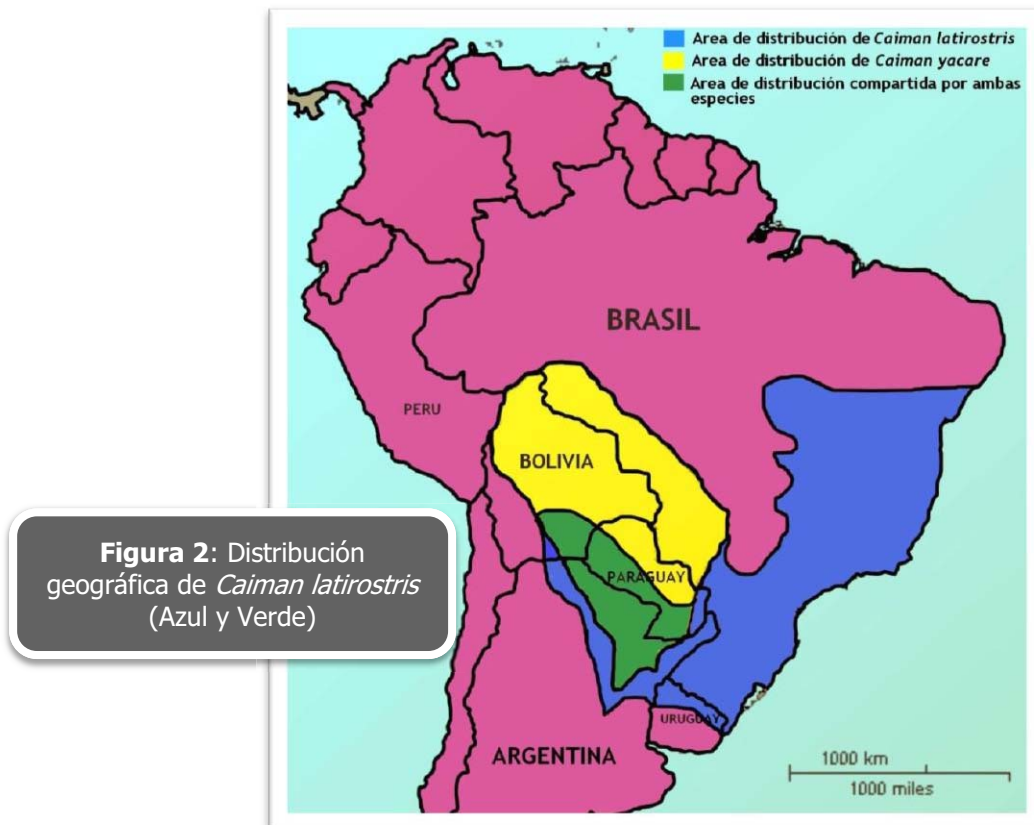 Area de distribución de Caiman latirostris
Area de distribución de Caiman yacare
Area de distribución compartida por ambas
especies
BRASIL
PERU
BOLIVIA
PARAGUAY
Figura 2: Distribución
geográfica de Caiman latirostris
(Azul y Verde)
URUGUAY
ARGENTINA
1000 km
1000 miles